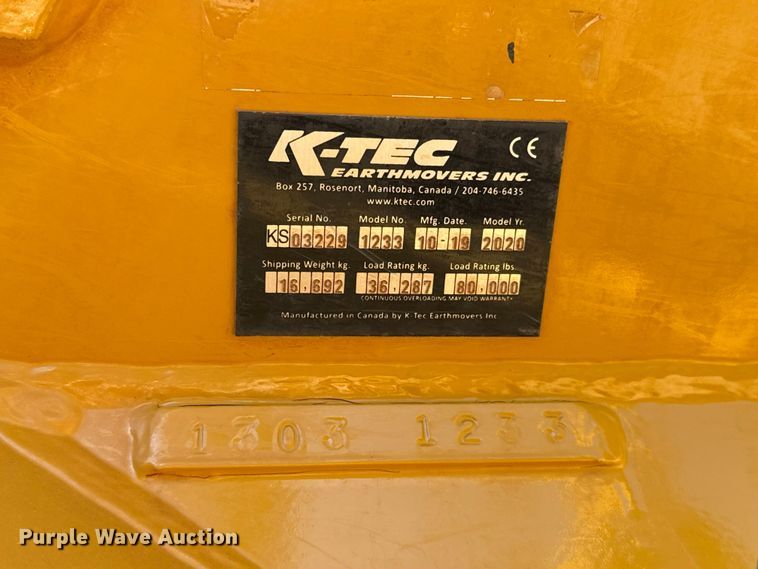 K-TEC
EARTHMOVERS INC.
CE
Box 257, Rosenort, Manitoba, Canada / 204-746-6435
www.ktec.com
Serial No. Model No. Mfg. Date. Model Yr.
KS03229 1233 10-19 2020
Shipping Weight kg. Load Rating kg. Load Rating lbs.
16,692 36,287 80,000
CONTINUOUS OVERLOADING MAY VOID WARRANTY
Manufactured in Canada by K-Tec Earthmovers Inc.
1303 1233
Purple Wave Auction